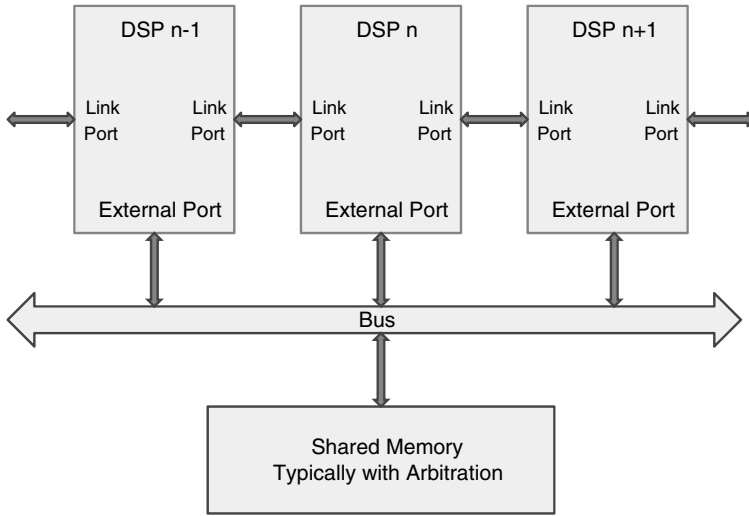 DSP n-1
DSP n
DSP n+1
Link
Port
Link
Port
Link
Port
Link
Port
Link
Port
Link
Port
External Port
External Port
External Port
Bus
Shared Memory
Typically with Arbitration